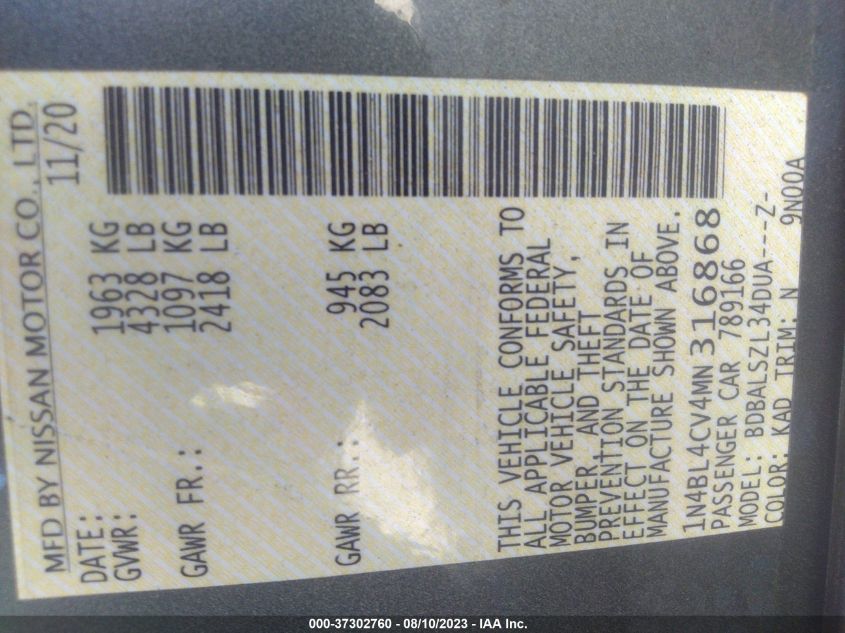 MFD BY NISSAN MOTOR CO., LTD.
DATE: 11/20
GVWR: 1963 KG
4328 LB
GAWR FR.: 1097 KG
2418 LB
GAWR RR.: 945 KG
2083 LB
THIS VEHICLE CONFORMS TO
ALL APPLICABLE FEDERAL
MOTOR VEHICLE SAFETY,
BUMPER, AND THEFT
PREVENTION STANDARDS IN
EFFECT ON THE DATE OF
MANUFACTURE SHOWN ABOVE.
1N4BL4CV4MN316868
PASSENGER CAR 789166
MODEL: BDBALSZL34DUA---Z-
COLOR: KAD TRIM: N 9N00A
000-37302760 - 08/10/2023 - IAA Inc.